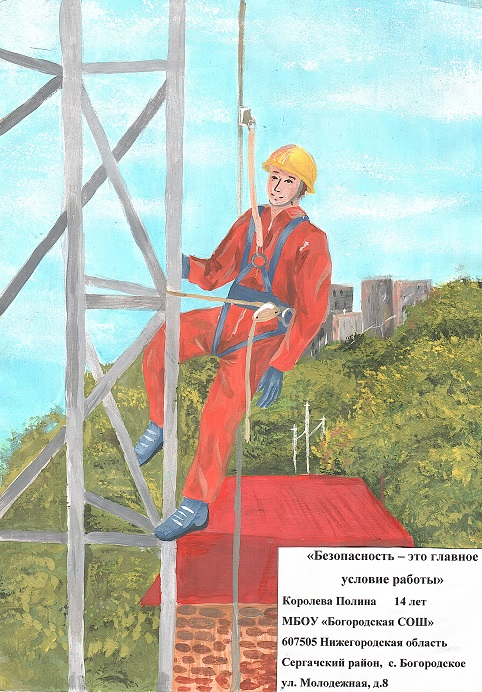 «Безопасность – это главное
условие работы»
Королева Полина 14 лет
МБОУ «Богородская СОШ»
607505 Нижегородская область
Сергачский район, с. Богородское
ул. Молодежная, д.8